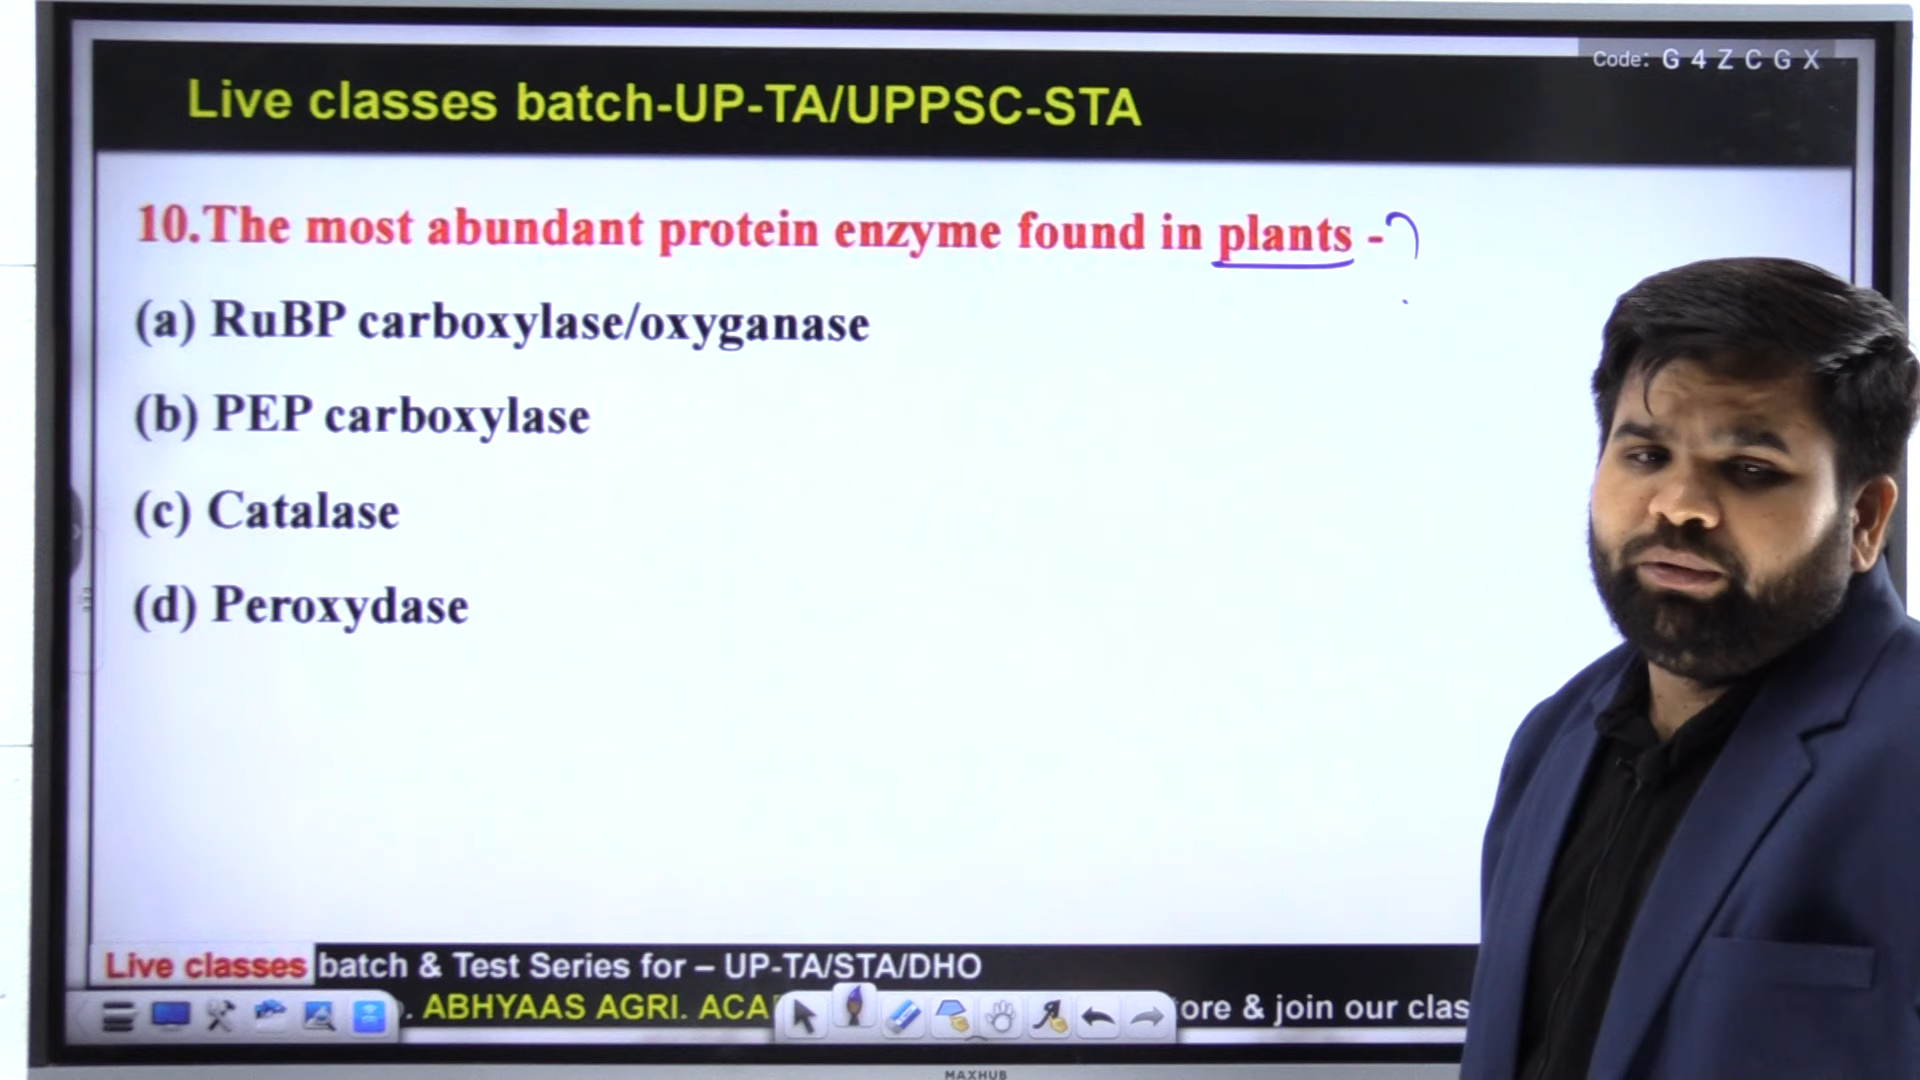 Code: G 4 Z C G X
Live classes batch-UP-TA/UPPSC-STA
10.The most abundant protein enzyme found in plants -?
(a) RuBP carboxylase/oxyganase
(b) PEP carboxylase
(c) Catalase
(d) Peroxydase
Live classes batch & Test Series for – UP-TA/STA/DHO
. ABHYAAS AGRI. ACA ore & join our clas
MAXHUB